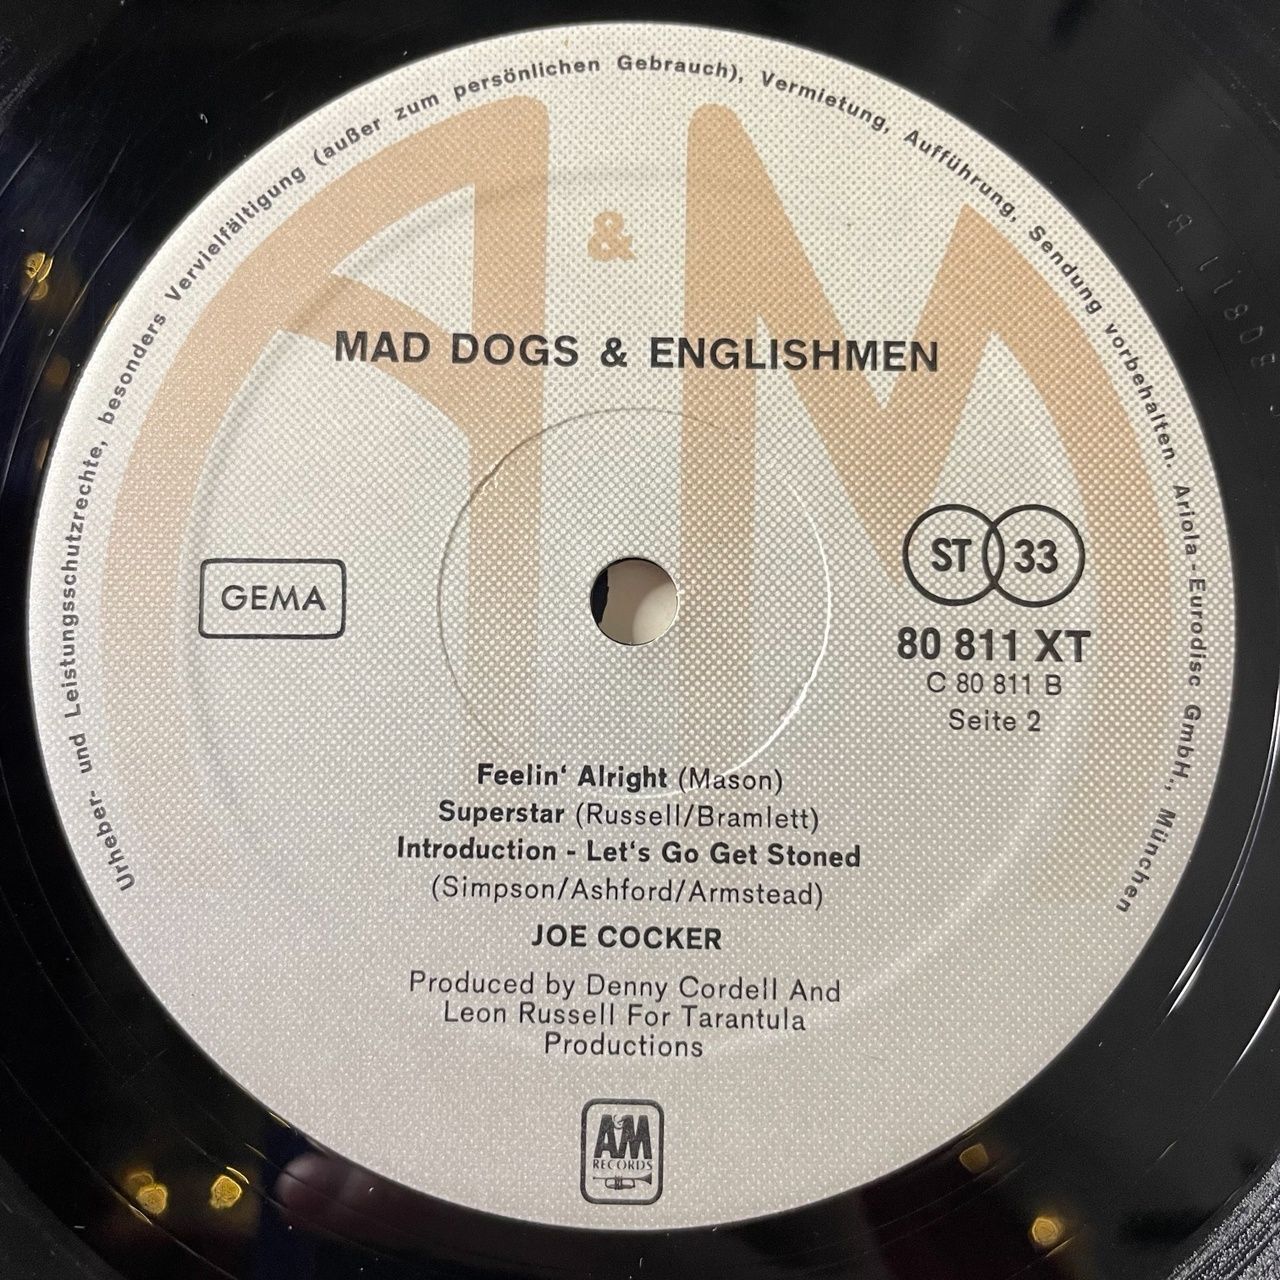 Urheber- und Leistungsschutzrechte, besonders Vervielfältigung (außer zum persönlichen Gebrauch), Vermietung, Aufführung, Sendung vorbehalten. Ariola - Eurodisc GmbH., München
A & M
MAD DOGS & ENGLISHMEN
GEMA
ST 33
80 811 XT
C 80 811 B
Seite 2
Feelin‘ Alright (Mason)
Superstar (Russell/Bramlett)
Introduction - Let‘s Go Get Stoned
(Simpson/Ashford/Armstead)
JOE COCKER
Produced by Denny Cordell And
Leon Russell For Tarantula
Productions
A&M
RECORDS